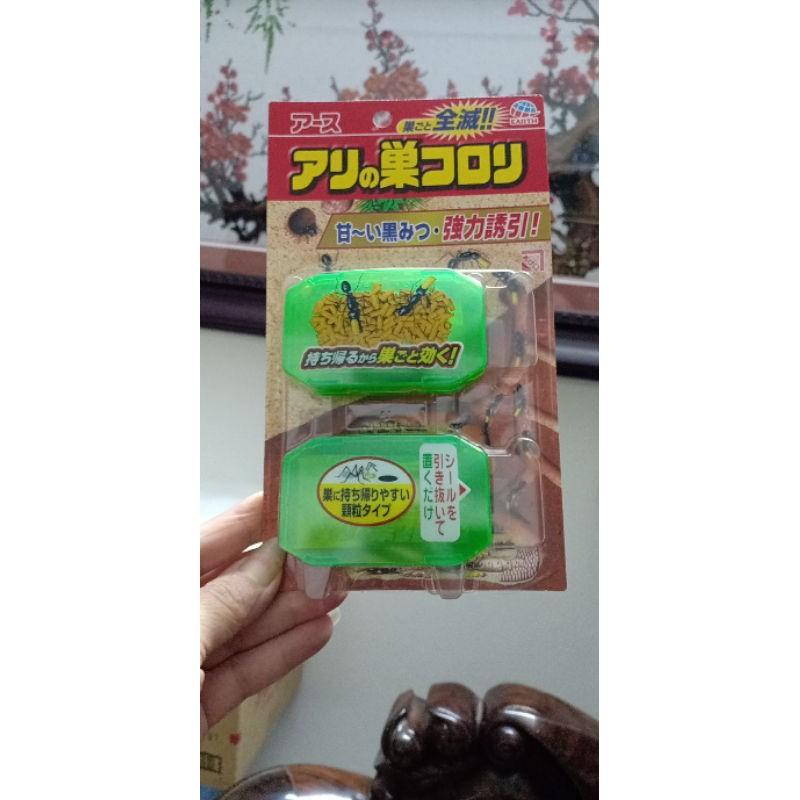 アース
巣ごと全滅!!
EARTH
アリの巣コロリ
甘〜い黒みつ・強力誘引!
持ち帰るから巣ごと効く!
巣に持ち帰りやすい
顆粒タイプ
シールを
引き抜いて
置くだけ